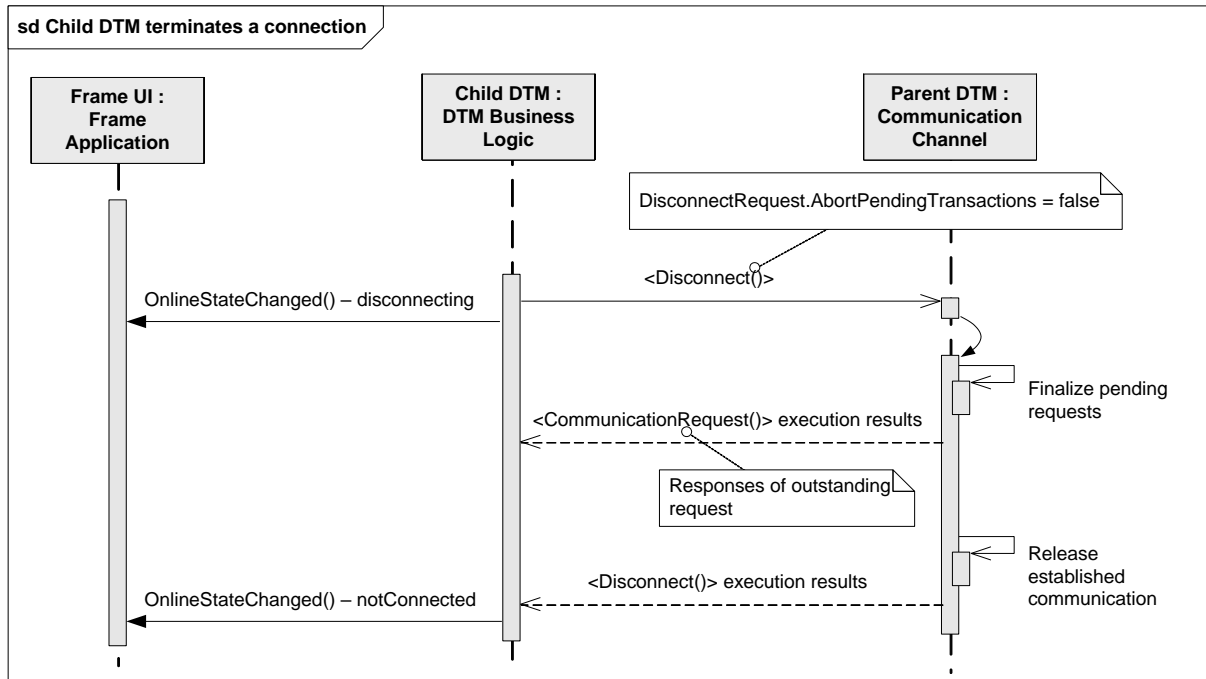 sd Child DTM terminates a connection
Frame UI :
Frame
Application
Child DTM :
DTM Business
Logic
Parent DTM :
Communication
Channel
DisconnectRequest.AbortPendingTransactions = false
<Disconnect()>
OnlineStateChanged() – disconnecting
Finalize pending
requests
<CommunicationRequest()> execution results
Responses of outstanding
request
Release
established
communication
<Disconnect()> execution results
OnlineStateChanged() – notConnected